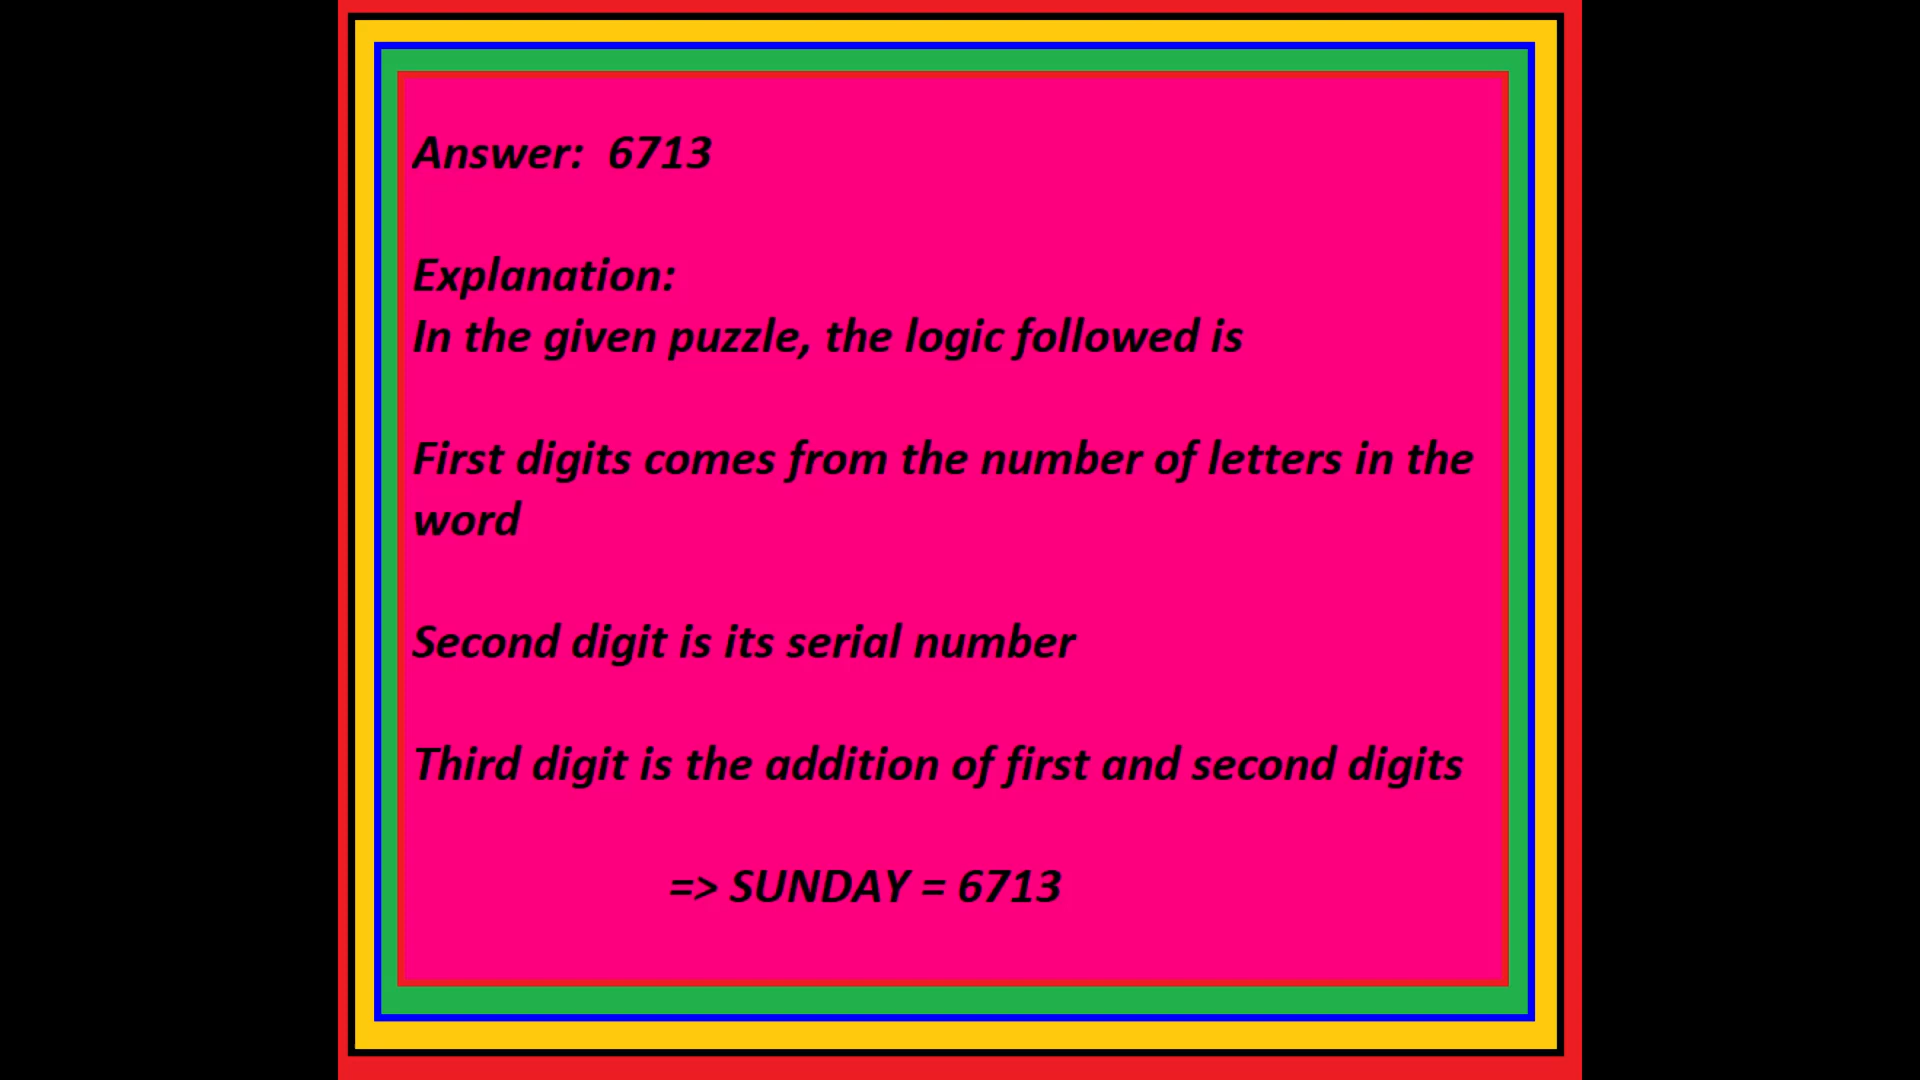 Answer: 6713
Explanation:
In the given puzzle, the logic followed is
First digits comes from the number of letters in the
word
Second digit is its serial number
Third digit is the addition of first and second digits
=> SUNDAY = 6713